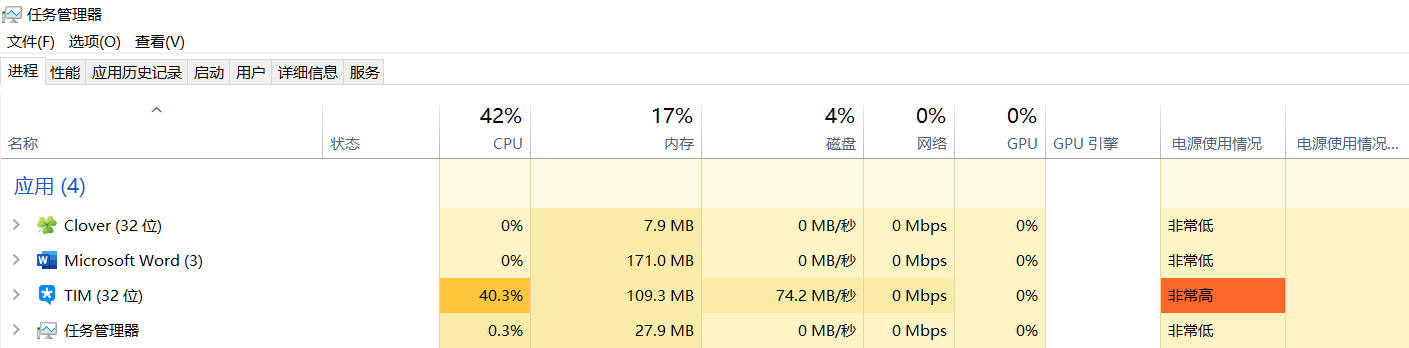 任务管理器
文件(F) 选项(O) 查看(V)
进程 性能 应用历史记录 启动 用户 详细信息 服务
42% 17% 4% 0% 0%
名称 状态 CPU 内存 磁盘 网络 GPU GPU 引擎 电源使用情况 电源使用情况...
应用 (4)
Clover (32 位) 0% 7.9 MB 0 MB/秒 0 Mbps 0% 非常低
Microsoft Word (3) 0% 171.0 MB 0 MB/秒 0 Mbps 0% 非常低
TIM (32 位) 40.3% 109.3 MB 74.2 MB/秒 0 Mbps 0% 非常高
任务管理器 0.3% 27.9 MB 0 MB/秒 0 Mbps 0% 非常低